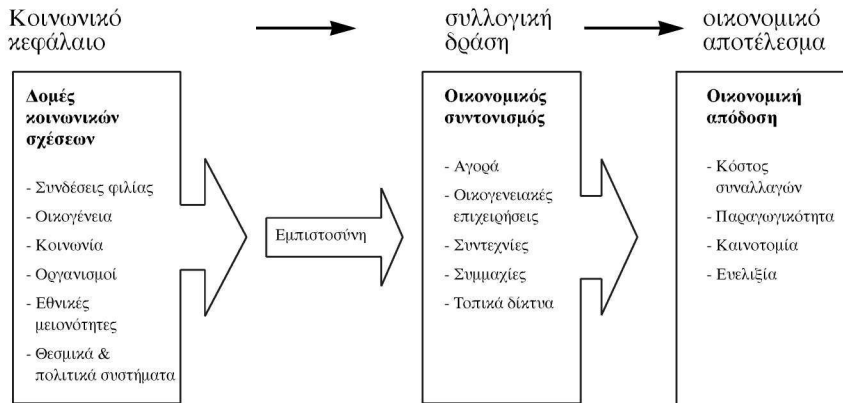 Κοινωνικό
κεφάλαιο
συλλογική
δράση
οικονομικό
αποτέλεσμα
Δομές
κοινωνικών
σχέσεων
- Συνδέσεις φιλίας
- Οικογένεια
- Κοινωνία
- Οργανισμοί
- Εθνικές
μειονότητες
- Θεσμικά &
πολιτικά συστήματα
Εμπιστοσύνη
Οικονομικός
συντονισμός
- Αγορά
- Οικογενειακές
επιχειρήσεις
- Συντεχνίες
- Συμμαχίες
- Τοπικά δίκτυα
Οικονομική
απόδοση
- Κόστος
συναλλαγών
- Παραγωγικότητα
- Καινοτομία
- Ευελιξία